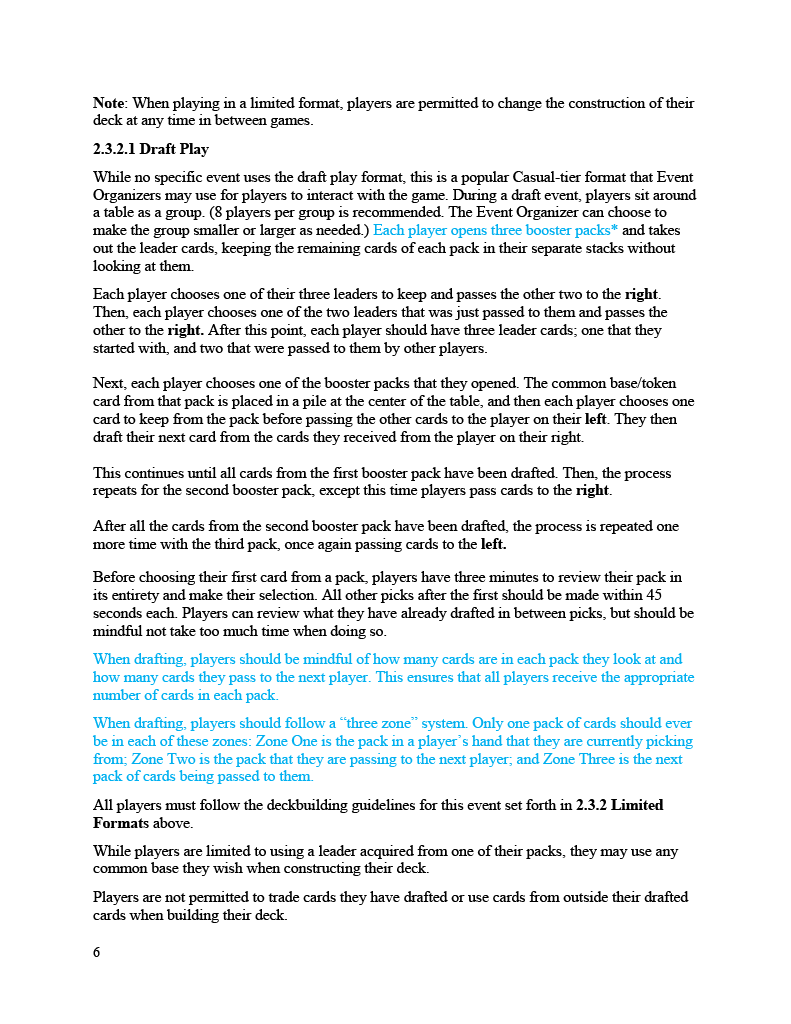 Note: When playing in a limited format, players are permitted to change the construction of their
deck at any time in between games.
2.3.2.1 Draft Play
While no specific event uses the draft play format, this is a popular Casual-tier format that Event
Organizers may use for players to interact with the game. During a draft event, players sit around
a table as a group. (8 players per group is recommended. The Event Organizer can choose to
make the group smaller or larger as needed.) Each player opens three booster packs* and takes
out the leader cards, keeping the remaining cards of each pack in their separate stacks without
looking at them.
Each player chooses one of their three leaders to keep and passes the other two to the right.
Then, each player chooses one of the two leaders that was just passed to them and passes the
other to the right. After this point, each player should have three leader cards; one that they
started with, and two that were passed to them by other players.
Next, each player chooses one of the booster packs that they opened. The common base/token
card from that pack is placed in a pile at the center of the table, and then each player chooses one
card to keep from the pack before passing the other cards to the player on their left. They then
draft their next card from the cards they received from the player on their right.
This continues until all cards from the first booster pack have been drafted. Then, the process
repeats for the second booster pack, except this time players pass cards to the right.
After all the cards from the second booster pack have been drafted, the process is repeated one
more time with the third pack, once again passing cards to the left.
Before choosing their first card from a pack, players have three minutes to review their pack in
its entirety and make their selection. All other picks after the first should be made within 45
seconds each. Players can review what they have already drafted in between picks, but should be
mindful not take too much time when doing so.
When drafting, players should be mindful of how many cards are in each pack they look at and
how many cards they pass to the next player. This ensures that all players receive the appropriate
number of cards in each pack.
When drafting, players should follow a “three zone” system. Only one pack of cards should ever
be in each of these zones: Zone One is the pack in a player’s hand that they are currently picking
from; Zone Two is the pack that they are passing to the next player; and Zone Three is the next
pack of cards being passed to them.
All players must follow the deckbuilding guidelines for this event set forth in 2.3.2 Limited
Formats above.
While players are limited to using a leader acquired from one of their packs, they may use any
common base they wish when constructing their deck.
Players are not permitted to trade cards they have drafted or use cards from outside their drafted
cards when building their deck.
6